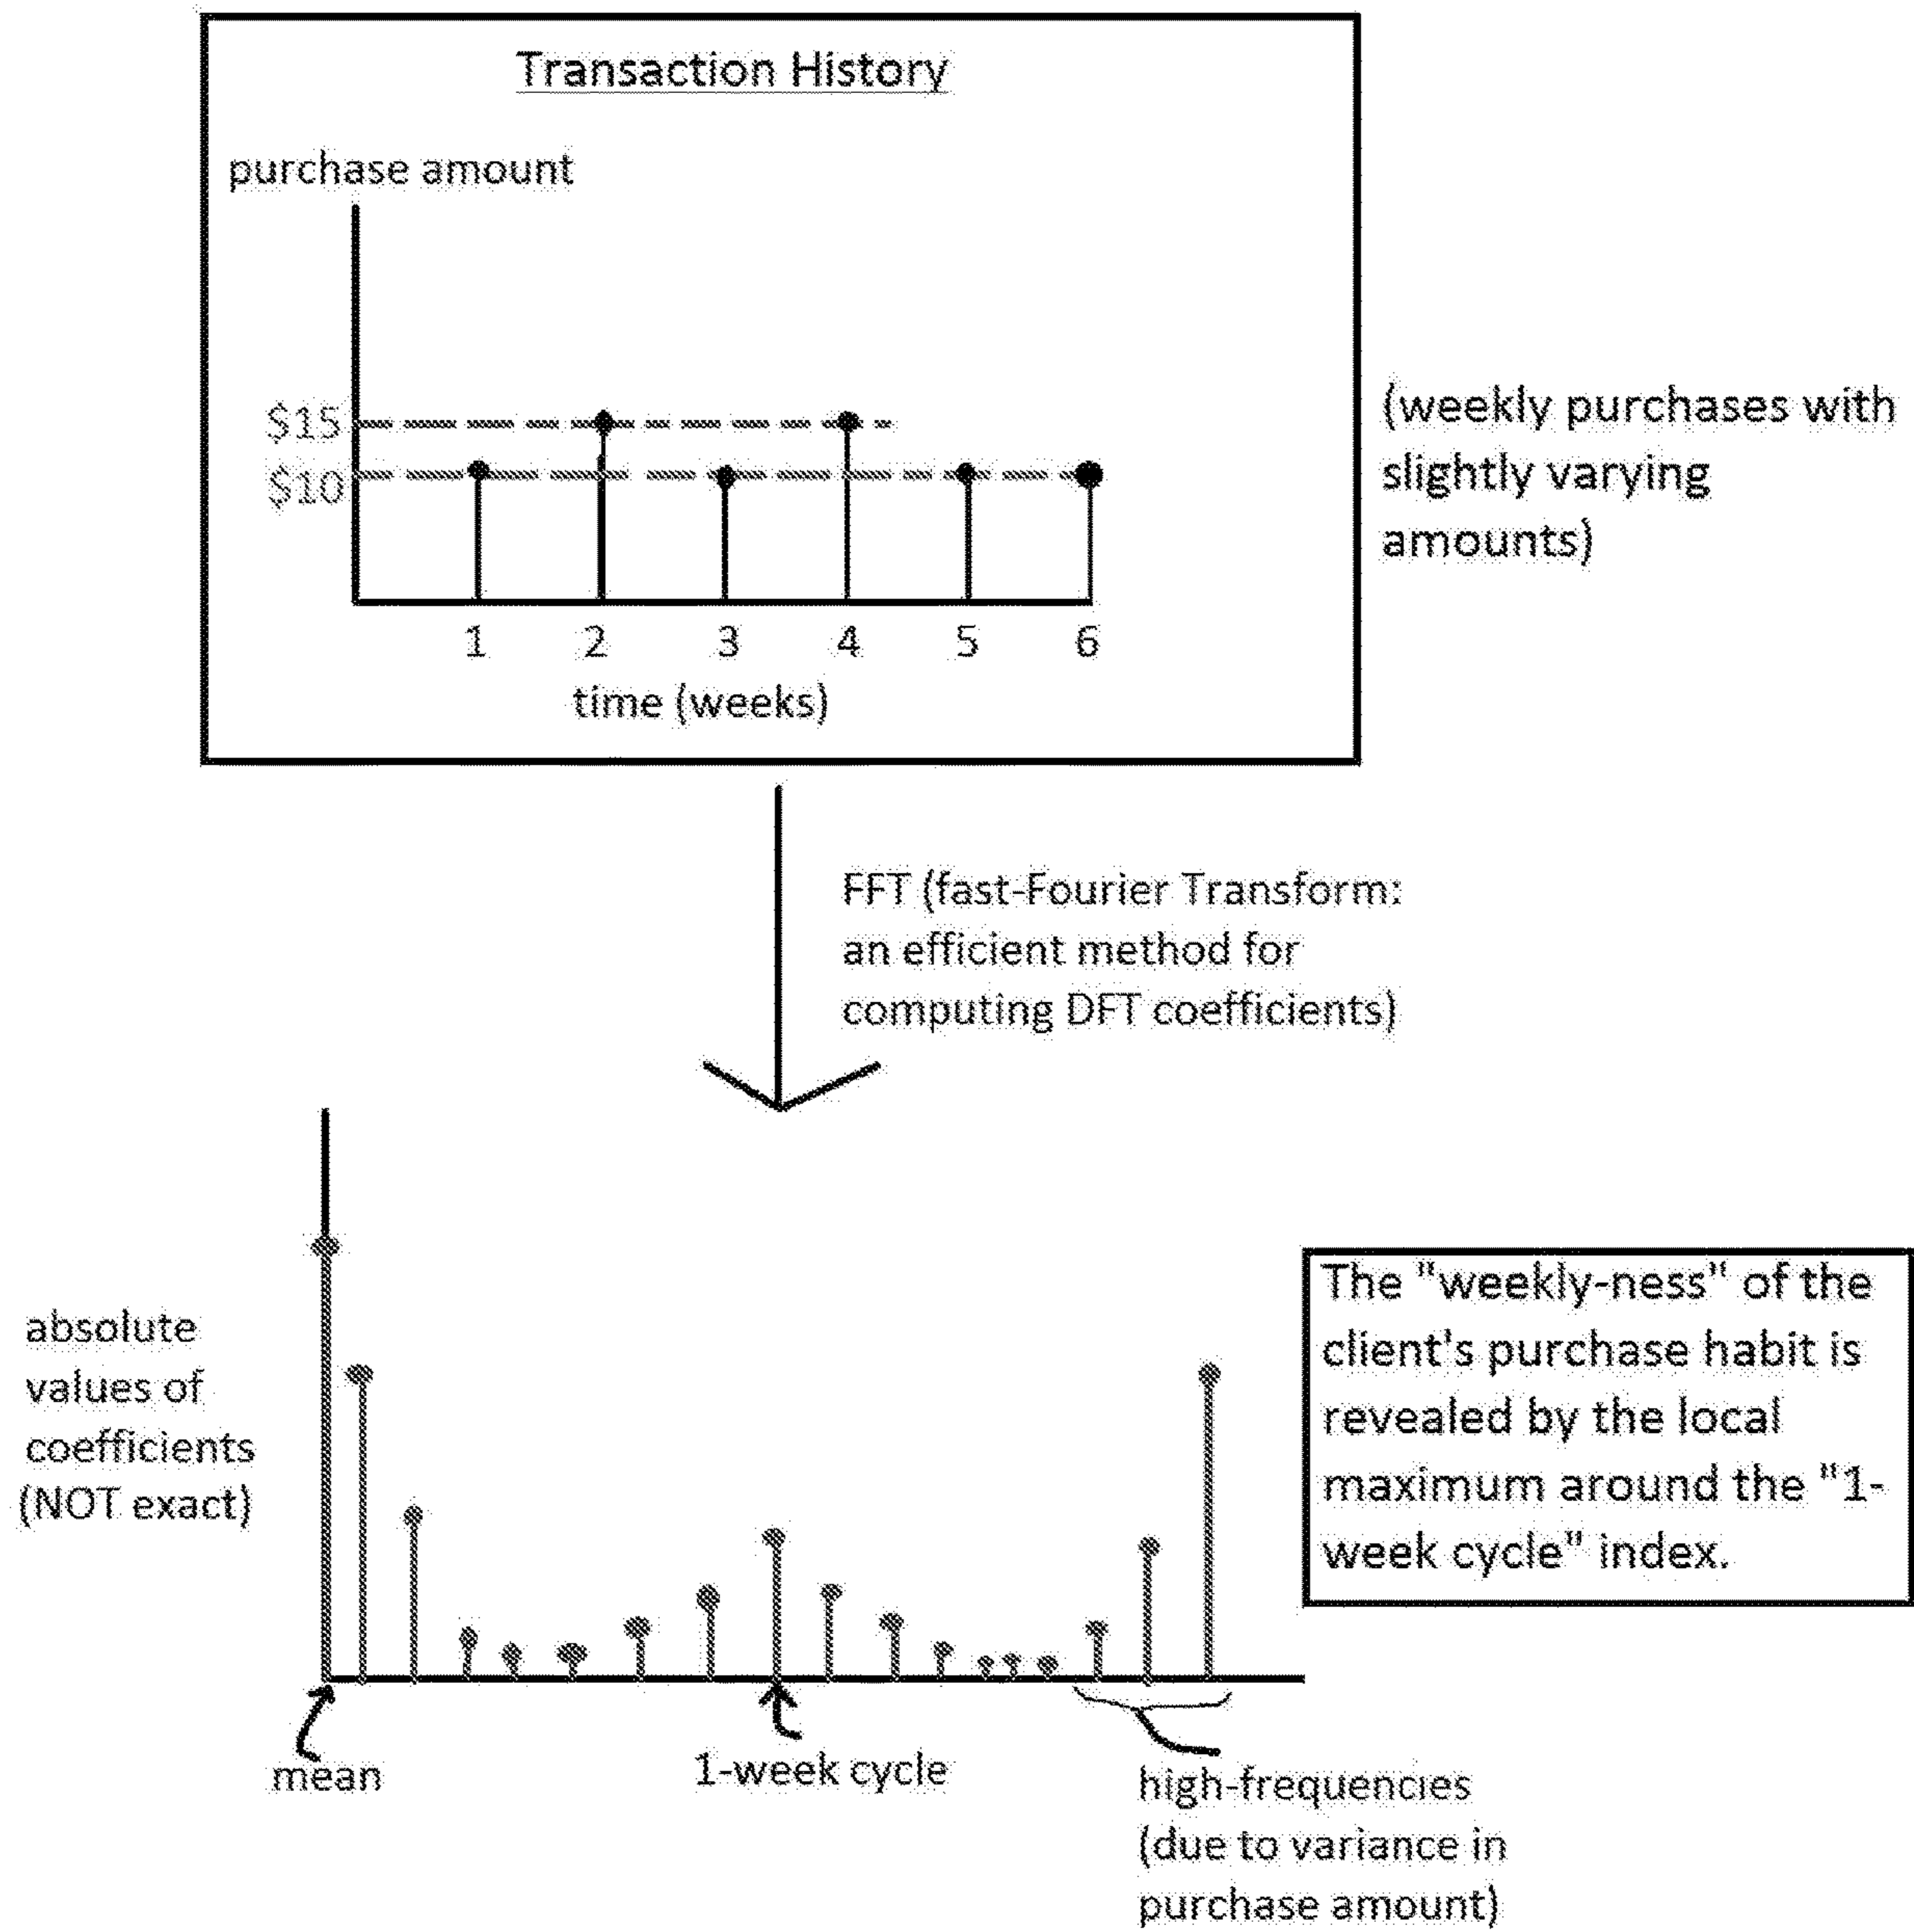 Transaction History
purchase amount
$15
$10
1 2 3 4 5 6
time (weeks)
(weekly purchases with
slightly varying
amounts)
FFT (fast-Fourier Transform:
an efficient method for
computing DFT coefficients)
absolute
values of
coefficients
(NOT exact)
The "weekly-ness" of the
client's purchase habit is
revealed by the local
maximum around the "1-
week cycle" index.
mean
1-week cycle
high-frequencies
(due to variance in
purchase amount)